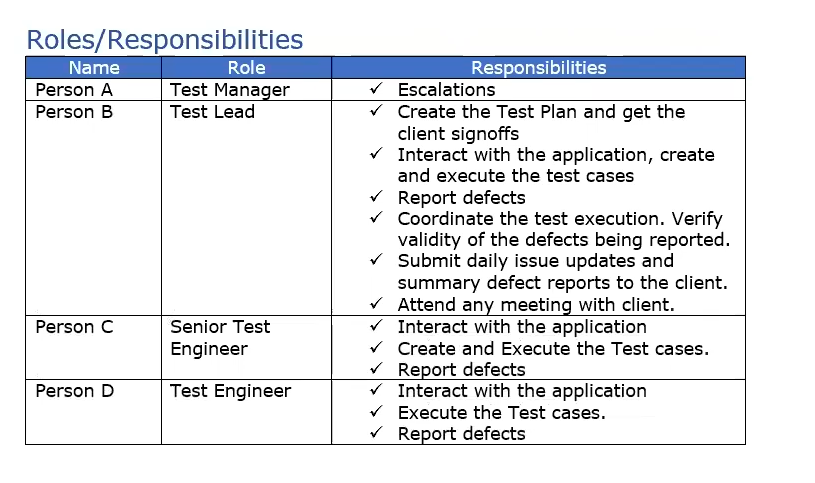 Roles/Responsibilities
Name Role Responsibilities
Person A Test Manager ✓ Escalations
Person B Test Lead ✓ Create the Test Plan and get the
client signoffs
✓ Interact with the application, create
and execute the test cases
✓ Report defects
✓ Coordinate the test execution. Verify
validity of the defects being reported.
✓ Submit daily issue updates and
summary defect reports to the client.
✓ Attend any meeting with client.
Person C Senior Test ✓ Interact with the application
Engineer ✓ Create and Execute the Test cases.
✓ Report defects
Person D Test Engineer ✓ Interact with the application
✓ Execute the Test cases.
✓ Report defects